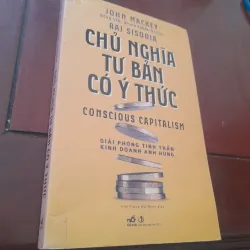 JOHN MACKEY
RAJ SISODIA
CHỦ NGHĨA
TƯ BẢN
CÓ Ý THỨC
CONSCIOUS CAPITALISM
GIẢI PHÓNG TINH THẦN
KINH DOANH ANH HÙNG